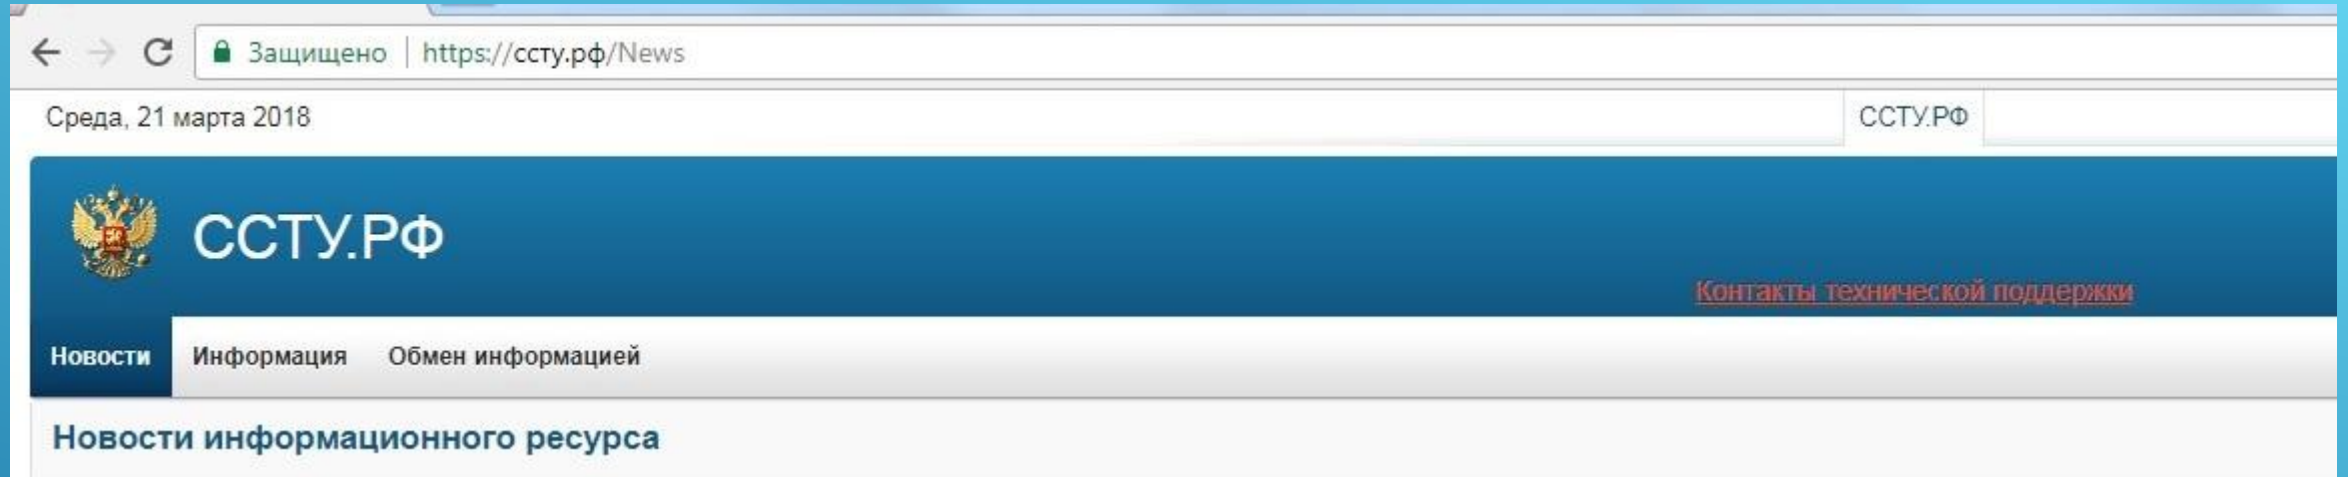 Защищено | https://ссту.рф/News
Среда, 21 марта 2018
ССТУ.РФ
ССТУ.РФ
Контакты технической поддержки
Новости Информация Обмен информацией
Новости информационного ресурса